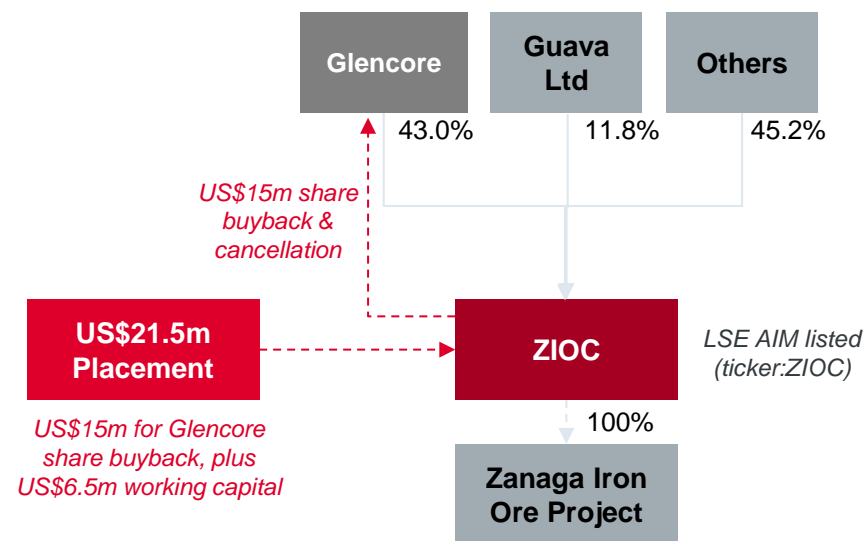 Glencore
Guava
Ltd
Others
43.0%
11.8%
45.2%
US$15m share
buyback &
cancellation
US$21.5m
Placement
ZIOC
LSE AIM listed
(ticker:ZIOC)
US$15m for Glencore
share buyback, plus
US$6.5m working capital
100%
Zanaga Iron
Ore Project